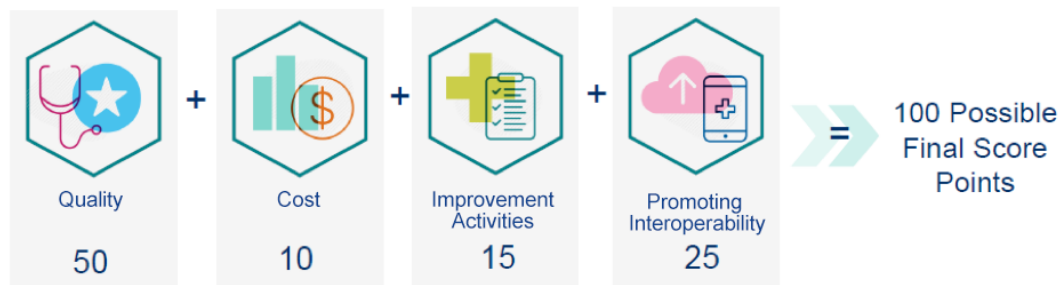 Quality
50
+
Cost
$
10
+
Improvement
Activities
15
+
Promoting
Interoperability
25
=
100 Possible
Final Score
Points